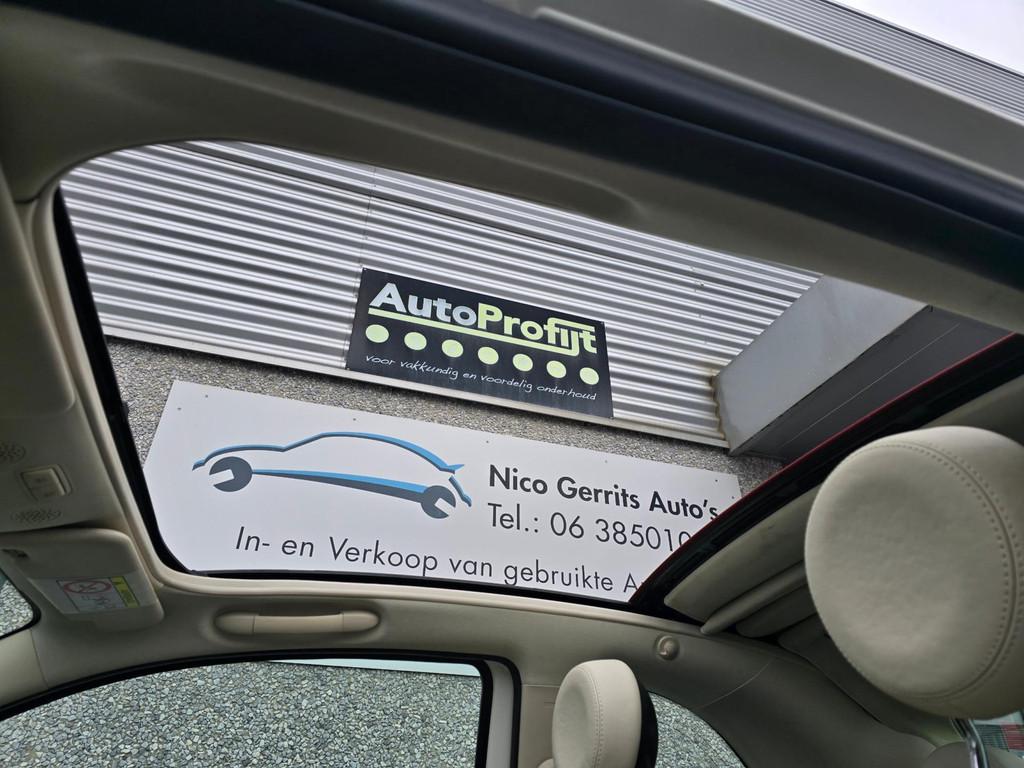 AutoProfijt
voor vakkundig en voordelig onderhoud
Nico Gerrits Auto's
Tel.: 06 385010
In- en Verkoop van gebruikte A